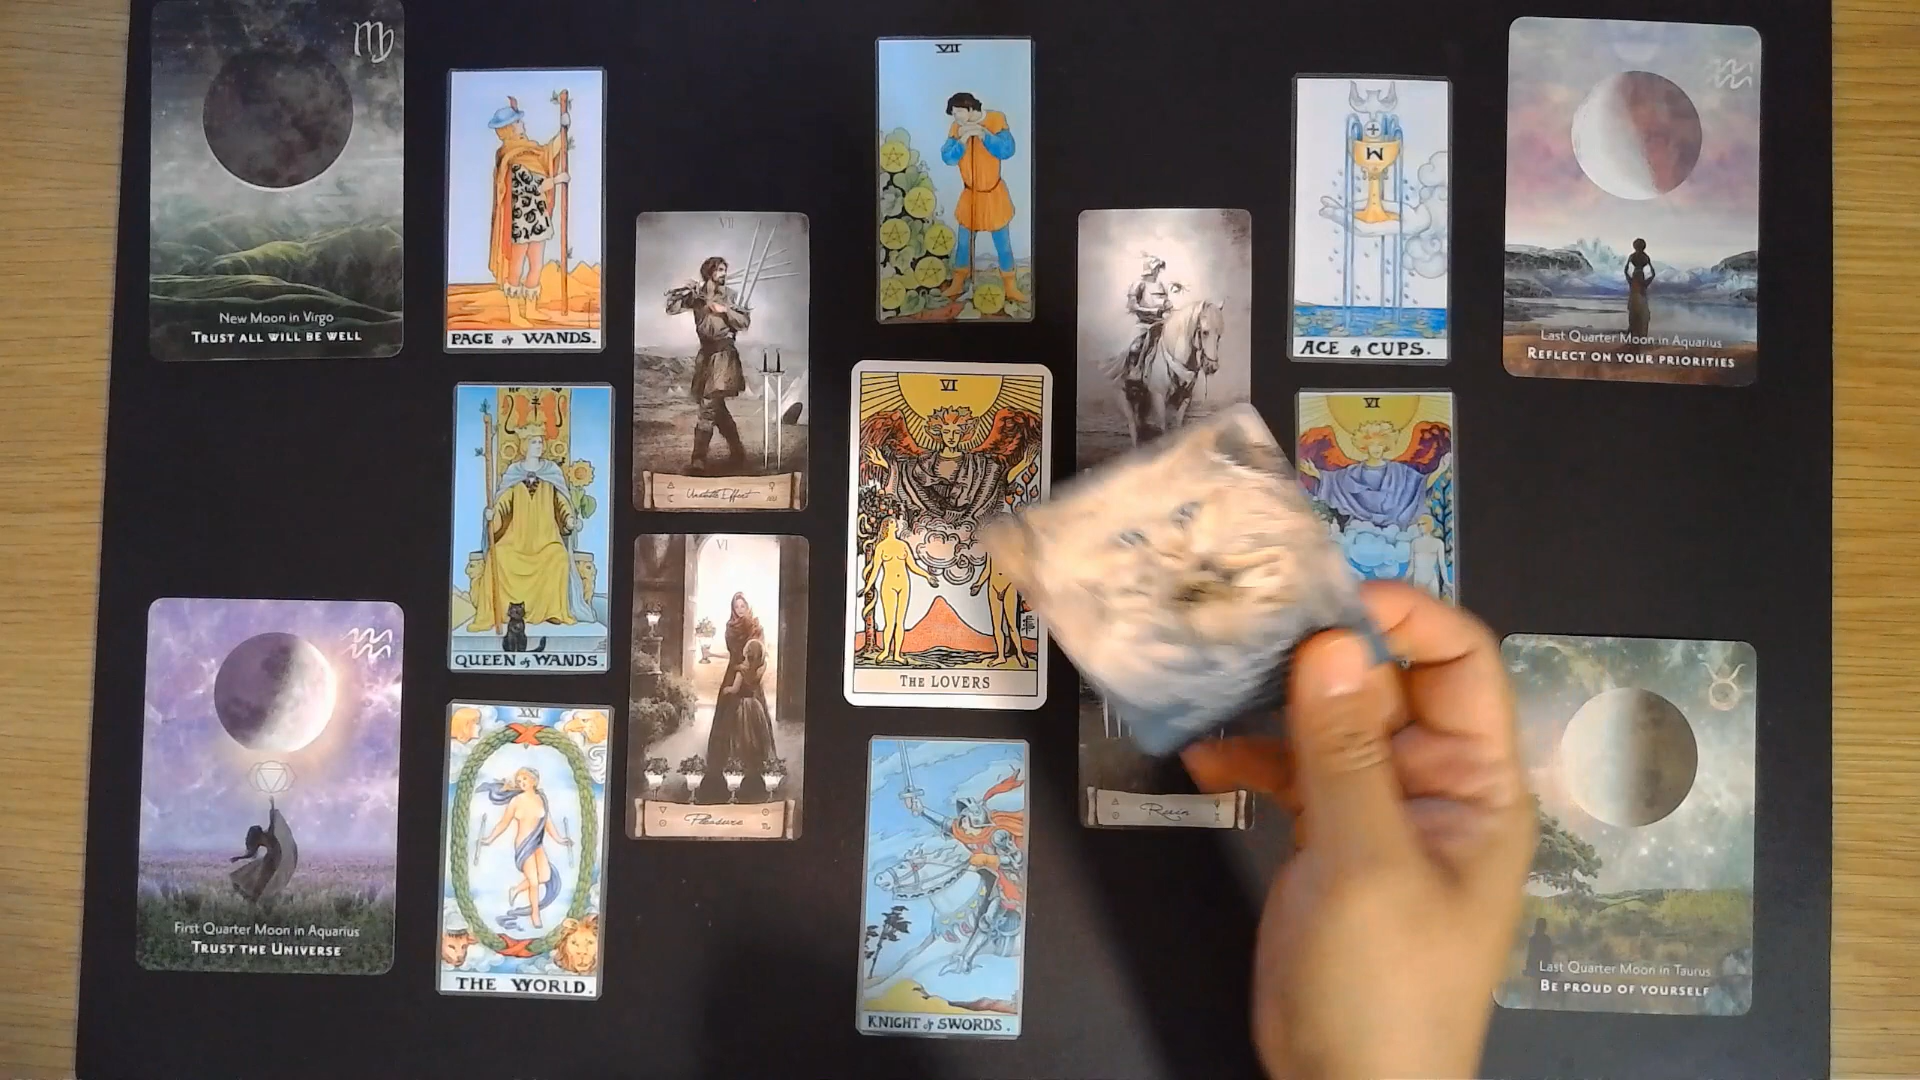 New Moon in Virgo
TRUST ALL WILL BE WELL
PAGE of WANDS.
VII
VII
ACE of CUPS.
Last Quarter Moon in Aquarius
REFLECT ON YOUR PRIORITIES
QUEEN of WANDS.
Unstable Effort
VI
Pleasure
VI
THE LOVERS
VI
First Quarter Moon in Aquarius
TRUST THE UNIVERSE
XXI
THE WORLD.
KNIGHT of SWORDS.
Ruin
Last Quarter Moon in Taurus
BE PROUD OF YOURSELF